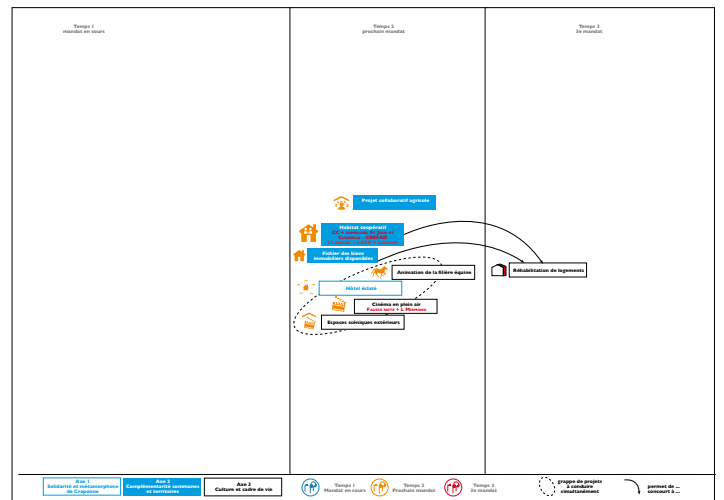 Temps 1
mandat en cours
Temps 2
prochain mandat
Temps 3
3e mandat
Projet collaboratif agricole
Habitat coopératif
Fichier des biens
immobiliers disponibles
Animation de la filière équine
Réhabilitation de logements
Hôtel éclaté
Cinéma en plein air
Espaces scéniques extérieurs
Axe 1
Solidarité et métamorphose
de Craponne
Axe 2
Complémentarité communes
et territoires
Axe 3
Culture et cadre de vie
Temps 1
Mandat en cours
Temps 2
Prochain mandat
Temps 3
3e mandat
groupe de projets
à conduire
simultanément
permet de ...
concourt à ...